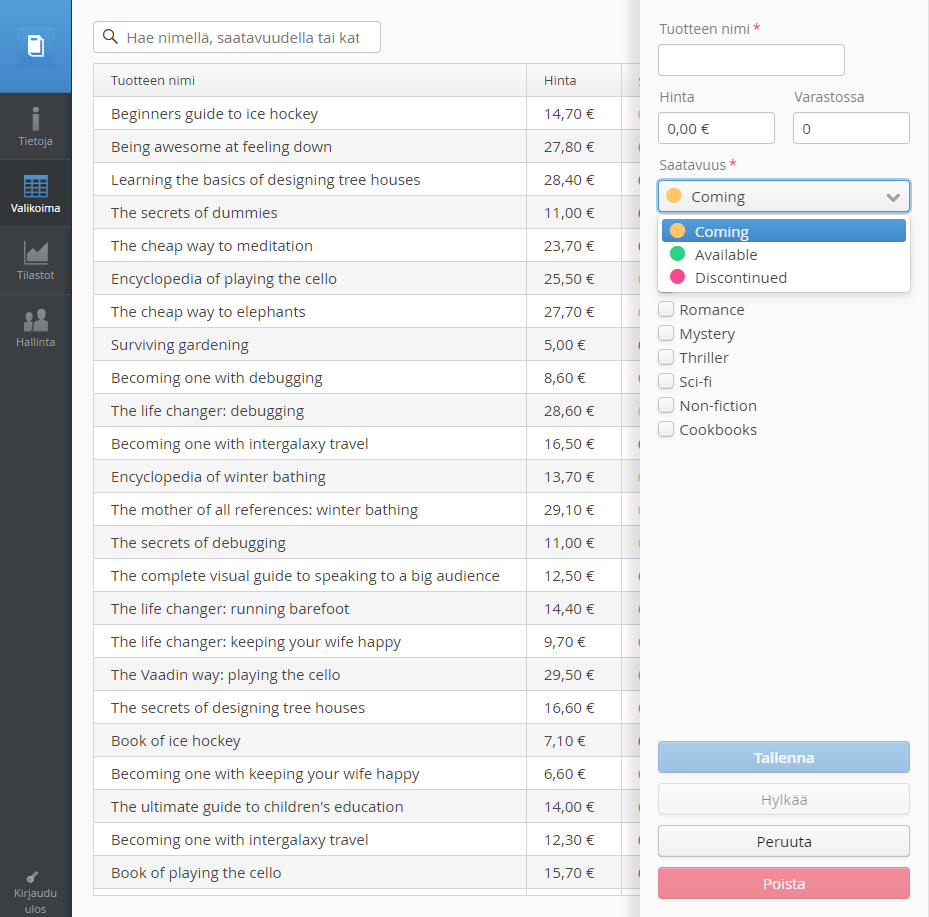 Tietoja
Valikoima
Tilastot
Hallinta
Kirjaudu
ulos
Hae nimellä, saatavuudella tai kat
Tuotteen nimi Hinta
Beginners guide to ice hockey 14,70 €
Being awesome at feeling down 27,80 €
Learning the basics of designing tree houses 28,40 €
The secrets of dummies 11,00 €
The cheap way to meditation 23,70 €
Encyclopedia of playing the cello 25,50 €
The cheap way to elephants 27,70 €
Surviving gardening 5,00 €
Becoming one with debugging 8,60 €
The life changer: debugging 28,60 €
Becoming one with intergalaxy travel 16,50 €
Encyclopedia of winter bathing 13,70 €
The mother of all references: winter bathing 29,10 €
The secrets of debugging 11,00 €
The complete visual guide to speaking to a big audience 12,50 €
The life changer: running barefoot 14,40 €
The life changer: keeping your wife happy 9,70 €
The Vaadin way: playing the cello 29,50 €
The secrets of designing tree houses 16,60 €
Book of ice hockey 7,10 €
Becoming one with keeping your wife happy 6,60 €
The ultimate guide to children's education 14,00 €
Becoming one with intergalaxy travel 12,30 €
Book of playing the cello 15,70 €
Tuotteen nimi *
Hinta Varastossa
0,00 € 0
Saatavuus *
Coming
Coming
Available
Discontinued
Romance
Mystery
Thriller
Sci-fi
Non-fiction
Cookbooks
Tallenna
Hylkää
Peruuta
Poista